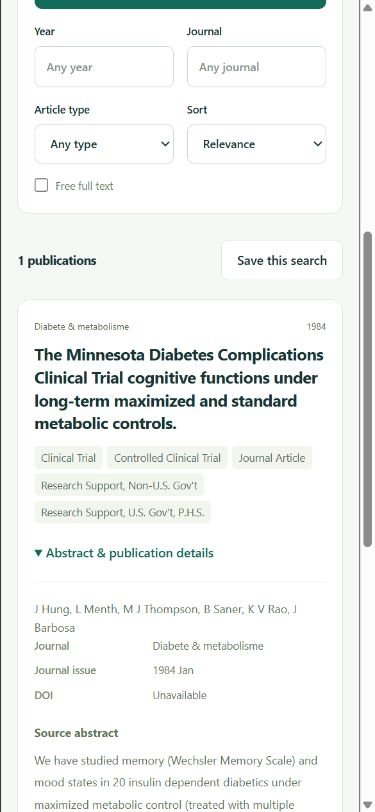 Year Journal
Any year Any journal
Article type Sort
Any type Relevance
Free full text
1 publications Save this search
Diabete & metabolisme 1984
The Minnesota Diabetes Complications
Clinical Trial cognitive functions under
long-term maximized and standard
metabolic controls.
Clinical Trial Controlled Clinical Trial Journal Article
Research Support, Non-U.S. Gov't
Research Support, U.S. Gov't, P.H.S.
▼ Abstract & publication details
J Hung, L Menth, M J Thompson, B Saner, K V Rao, J
Barbosa
Journal Diabete & metabolisme
Journal issue 1984 Jan
DOI Unavailable
Source abstract
We have studied memory (Wechsler Memory Scale) and
mood states in 20 insulin dependent diabetics under
maximized metabolic control (treated with multiple